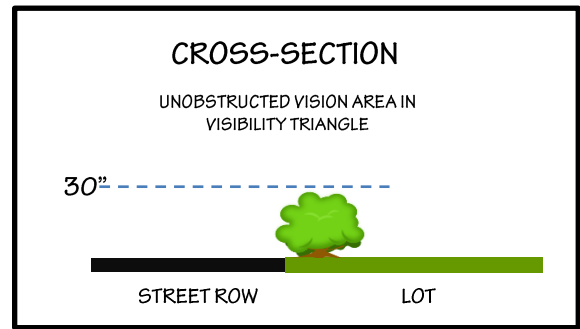 CROSS-SECTION
UNOBSTRUCTED VISION AREA IN
VISIBILITY TRIANGLE
30”
STREET ROW
LOT